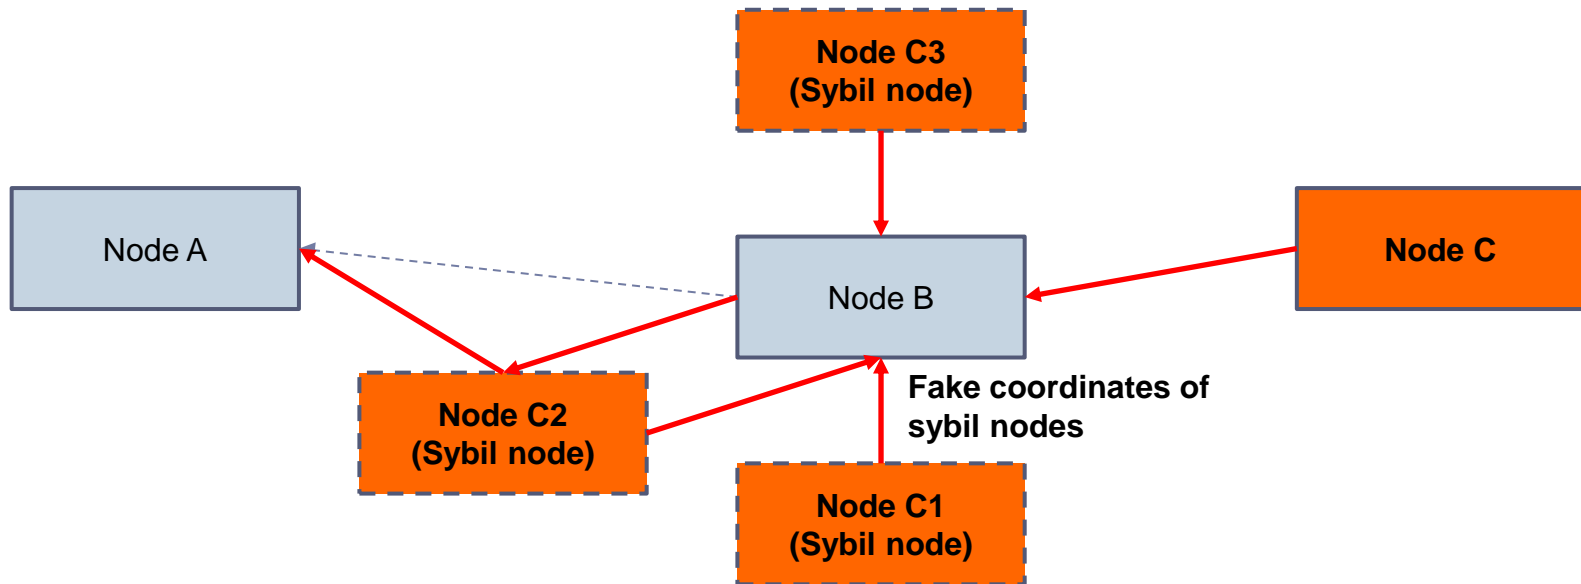 Node C3
(Sybil node)
Node A
Node B
Node C
Fake coordinates of
sybil nodes
Node C2
(Sybil node)
Node C1
(Sybil node)